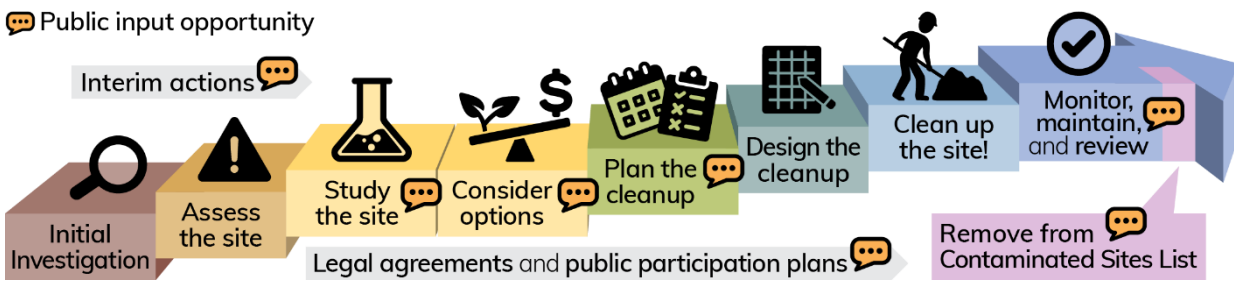 Public input opportunity
Interim actions
Initial
Investigation
Assess
the site
Study
the site
Consider
options
Plan the
cleanup
Design the
cleanup
Clean up
the site!
Monitor,
maintain,
and review
Legal agreements and public participation plans
Remove from
Contaminated Sites List